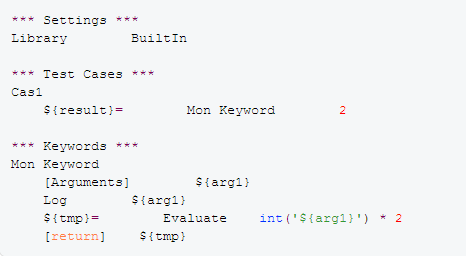 *** Settings ***
Library        BuiltIn
*** Test Cases ***
Cas1
    ${result}=        Mon Keyword        2
*** Keywords ***
Mon Keyword
    [Arguments]        ${arg1}
    Log        ${arg1}
    ${tmp}=        Evaluate    int('${arg1}') * 2
    [return]    ${tmp}